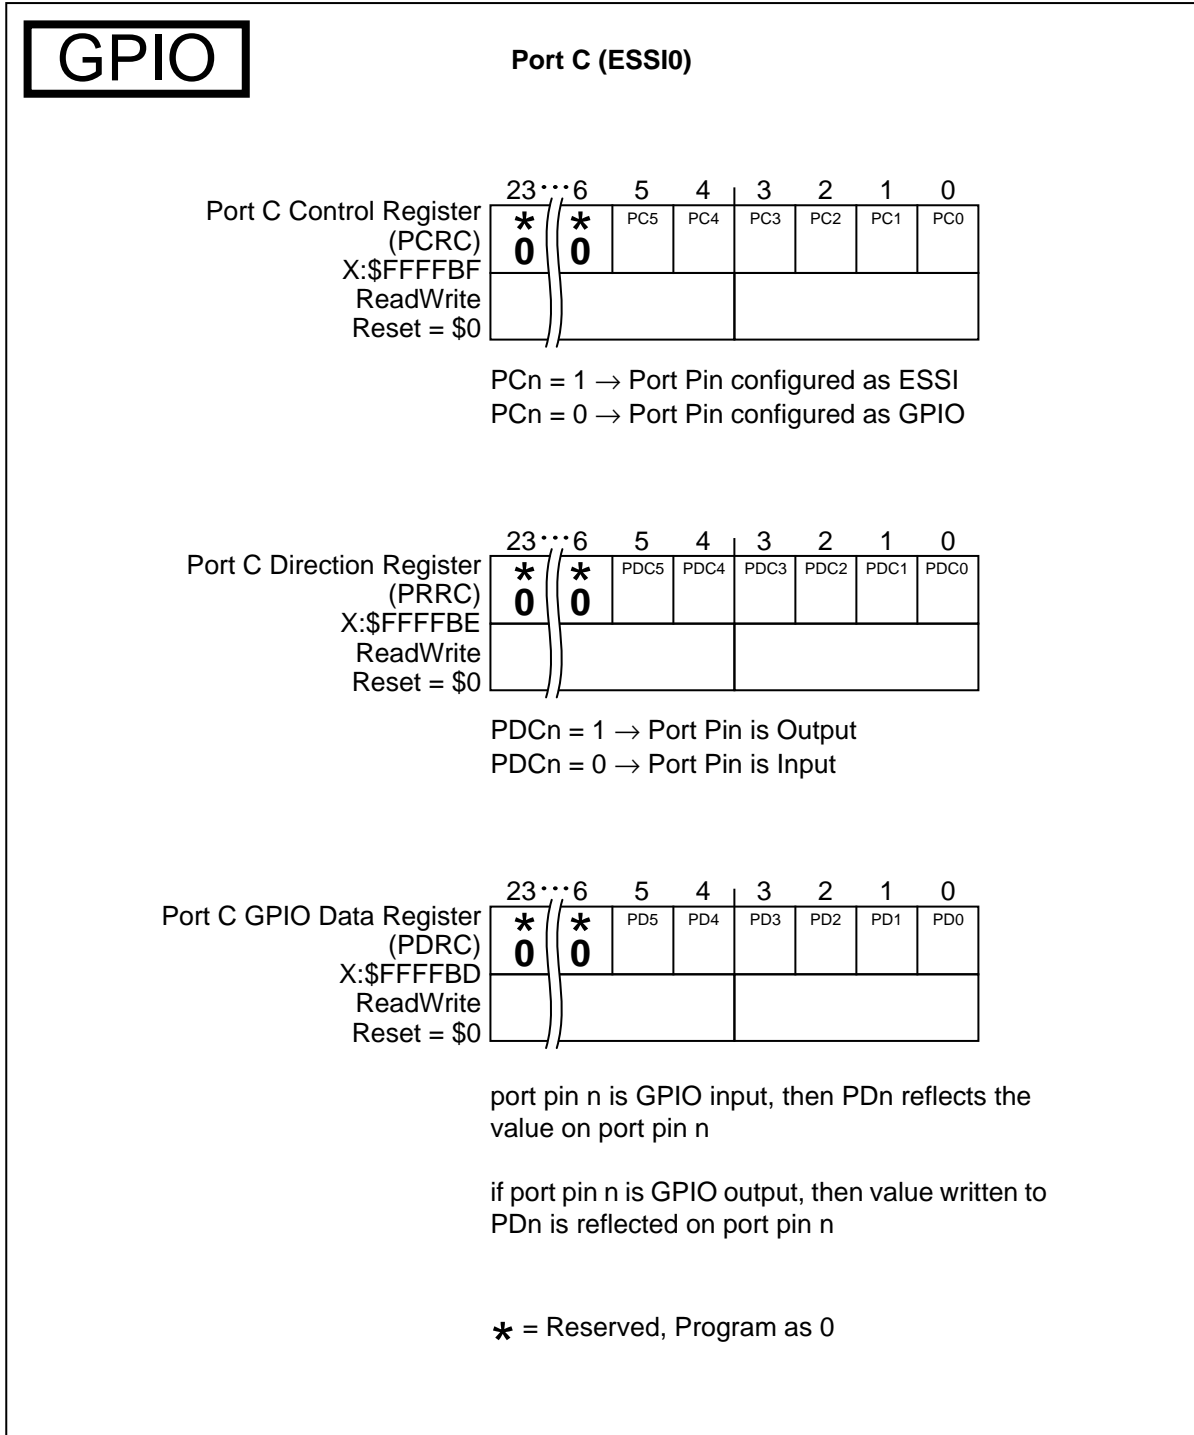 GPIO
Port C (ESSI0)
23 ··· 6 5 4 3 2 1 0
Port C Control Register
(PCRC)
X:$FFFFBF
ReadWrite
Reset = $0
* * PC5 PC4 PC3 PC2 PC1 PC0
0 0
PCn = 1 → Port Pin configured as ESSI
PCn = 0 → Port Pin configured as GPIO
23 ··· 6 5 4 3 2 1 0
Port C Direction Register
(PRRC)
X:$FFFFBE
ReadWrite
Reset = $0
* * PDC5 PDC4 PDC3 PDC2 PDC1 PDC0
0 0
PDCn = 1 → Port Pin is Output
PDCn = 0 → Port Pin is Input
23 ··· 6 5 4 3 2 1 0
Port C GPIO Data Register
(PDRC)
X:$FFFFBD
ReadWrite
Reset = $0
* * PD5 PD4 PD3 PD2 PD1 PD0
0 0
port pin n is GPIO input, then PDn reflects the
value on port pin n
if port pin n is GPIO output, then value written to
PDn is reflected on port pin n
* = Reserved, Program as 0